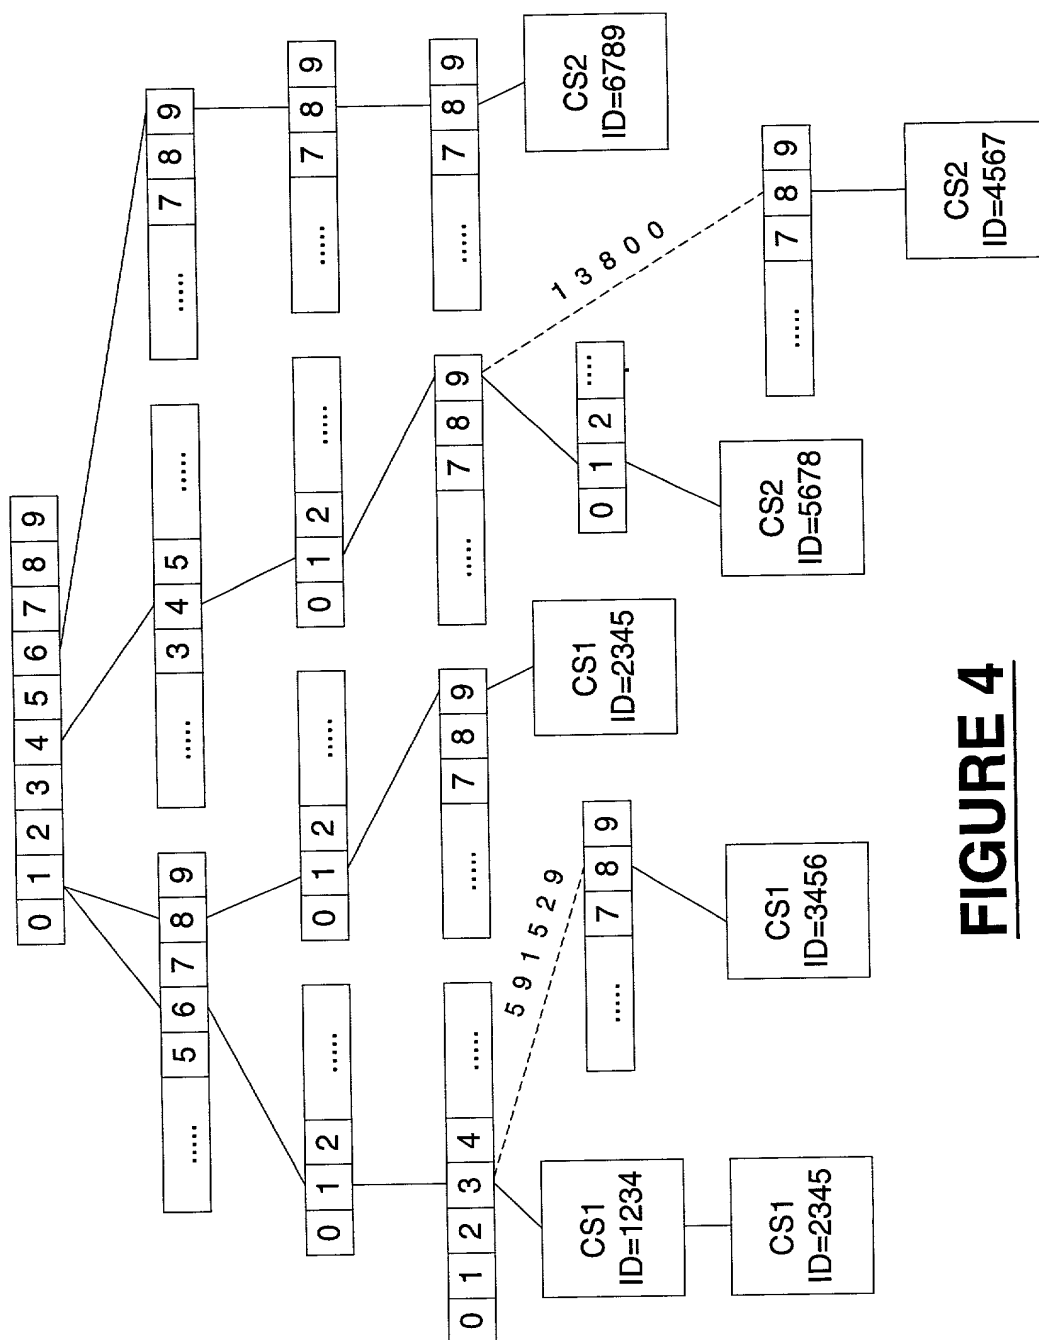 0 1 2 3 4 5 6 7 8 9
..... 5 6 7 8 9
..... 3 4 5 .....
..... 7 8 9
0 1 2 .....
0 1 2 .....
0 1 2 .....
..... 7 8 9
0 1 2 3 4 .....
..... 7 8 9
..... 7 8 9
..... 7 8 9
CS1
ID=1234
CS1
ID=2345
5 9 1 5 2 9
..... 7 8 9
CS1
ID=3456
CS1
ID=2345
0 1 2 ....
CS2
ID=5678
1 3 8 0 0
..... 7 8 9
CS2
ID=4567
CS2
ID=6789
FIGURE 4